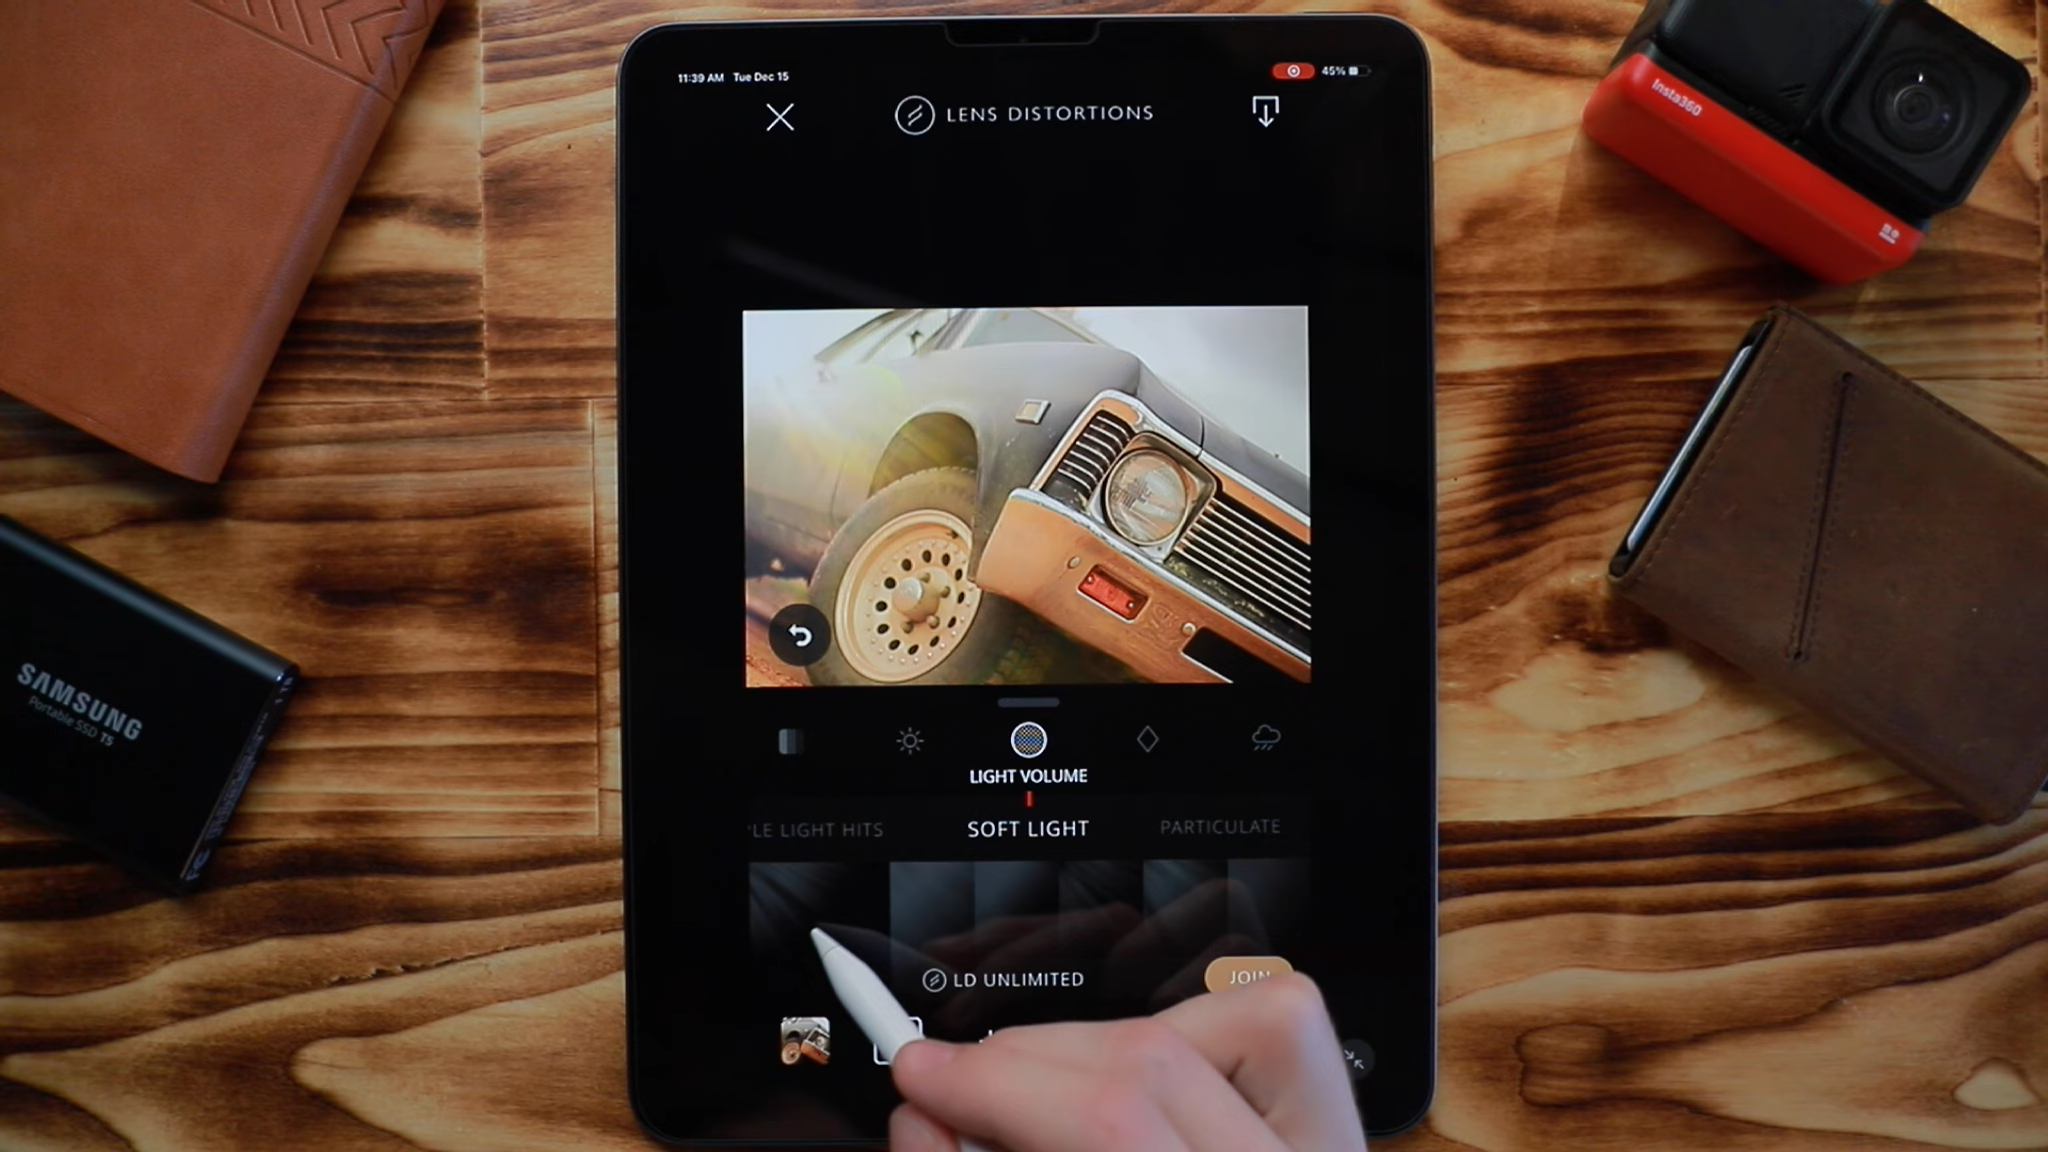 11:39 AM Tue Dec 15
45%
LENS DISTORTIONS
Insta360
LIGHT VOLUME
LE LIGHT HITS
SOFT LIGHT
PARTICULATE
SAMSUNG
Portable SSD T5
LD UNLIMITED
JOIN